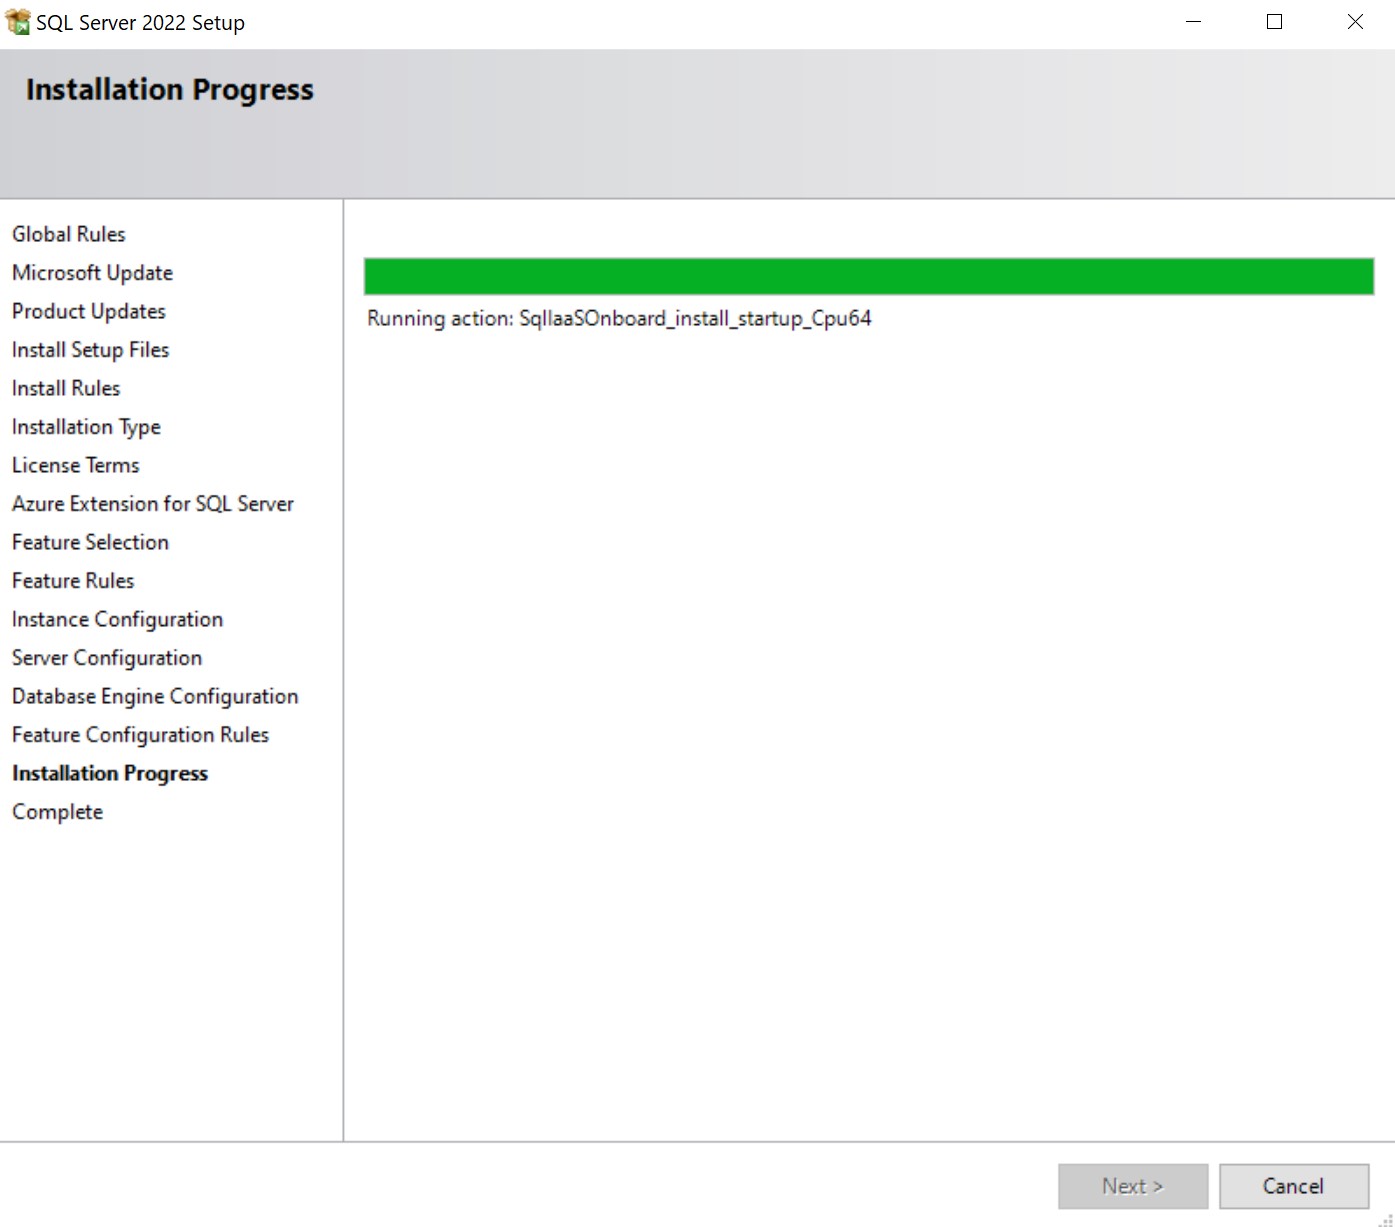 SQL Server 2022 Setup
Installation Progress
Global Rules
Microsoft Update
Product Updates
Install Setup Files
Install Rules
Installation Type
License Terms
Azure Extension for SQL Server
Feature Selection
Feature Rules
Instance Configuration
Server Configuration
Database Engine Configuration
Feature Configuration Rules
Installation Progress
Complete
Running action: SqlIaaSOnboard_install_startup_Cpu64
Next >
Cancel